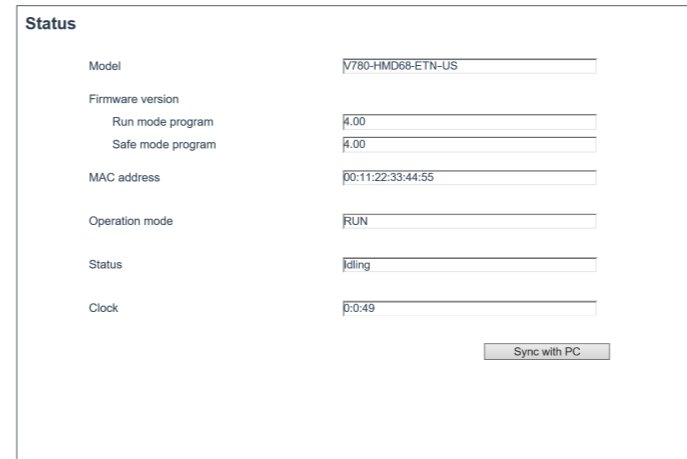 Status
Model V780-HMD68-ETN-US
Firmware version
Run mode program 4.00
Safe mode program 4.00
MAC address 00:11:22:33:44:55
Operation mode RUN
Status Idling
Clock 0:0:49
Sync with PC